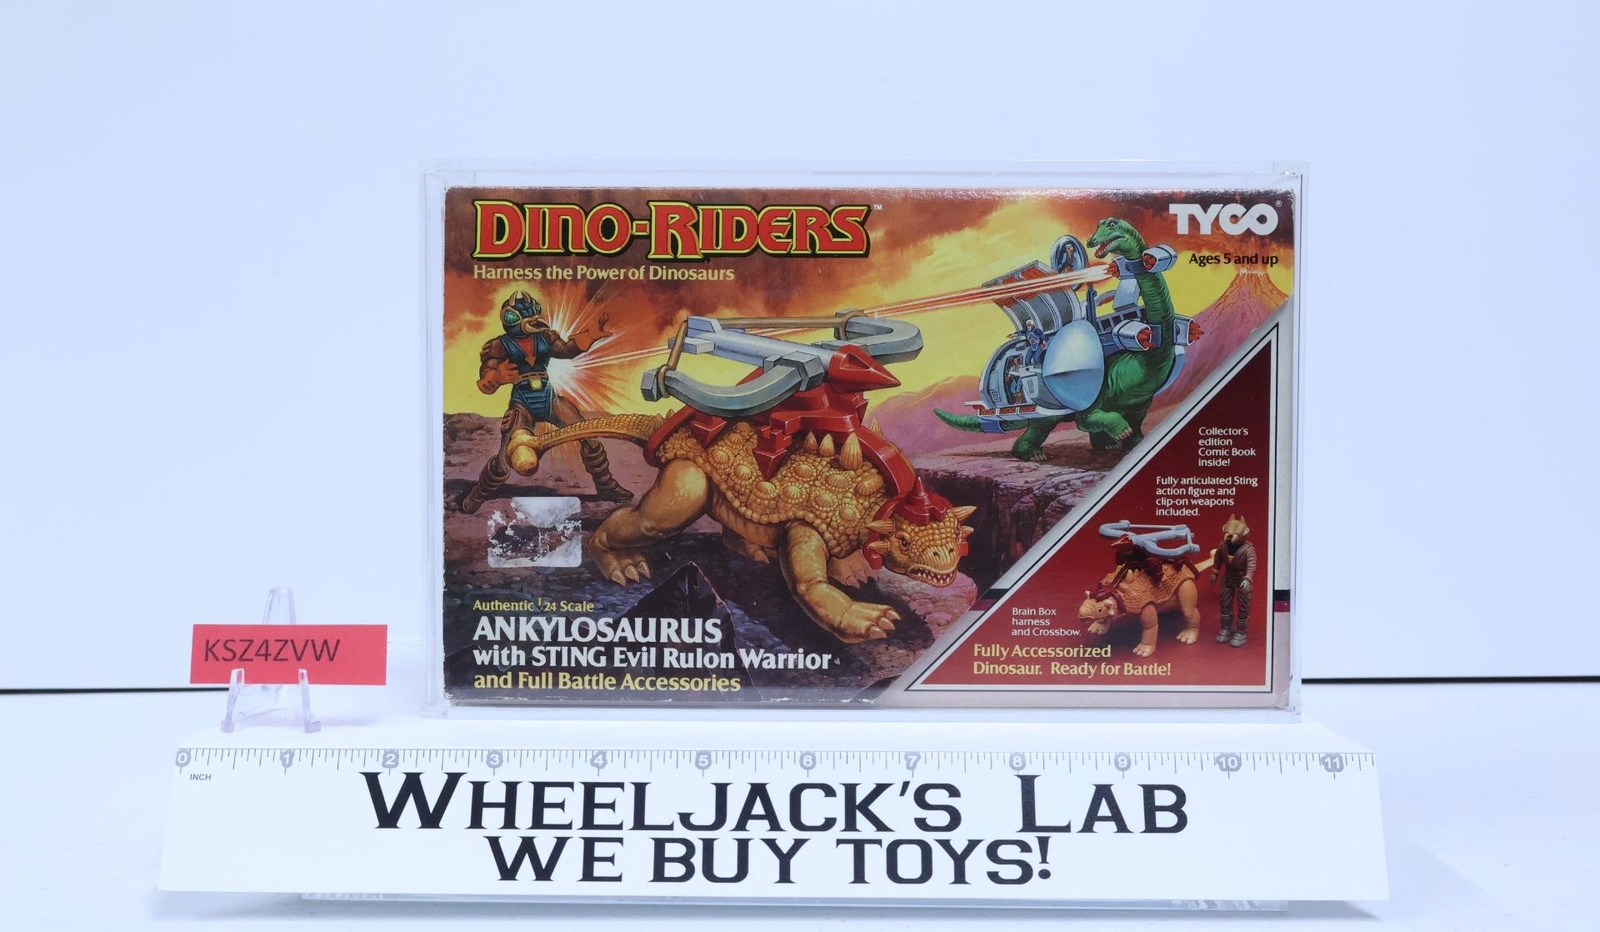 DINO-RIDERS™
Harness the Power of Dinosaurs
TYCO®
Ages 5 and up
Collector's
edition
Comic Book
inside!
Fully articulated Sting
action figure and
clip-on weapons
included.
Brain Box
harness
and Crossbow.
Fully Accessorized
Dinosaur. Ready for Battle!
Authentic 1/24 Scale
ANKYLOSAURUS
with STING Evil Rulon Warrior
and Full Battle Accessories
KSZ4ZVW
0 1 2 3 4 5 6 7 8 9 10 11
INCH
WHEELJACK'S LAB
WE BUY TOYS!